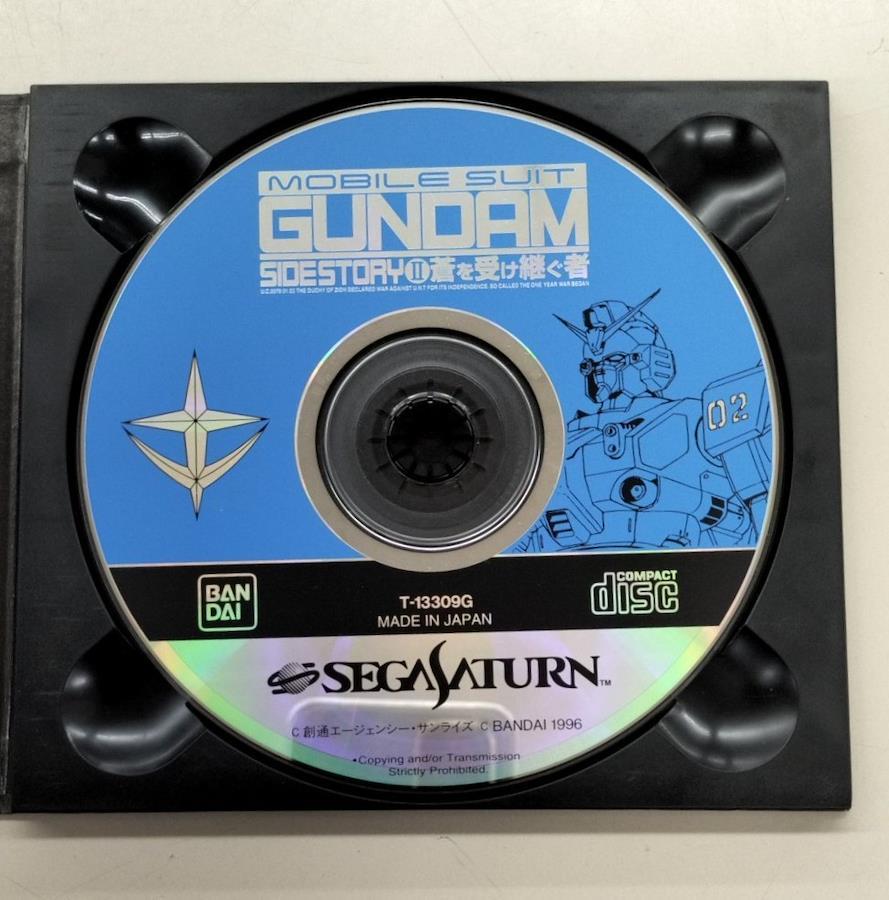 MOBILE SUIT
GUNDAM
SIDESTORY II 蒼を受け継ぐ者
U.C.0079 01.03 THE DUCHY OF ZION DECLARED WAR AGAINST U.N.T FOR ITS INDEPENDENCE. SO CALLED THE ONE YEAR WAR BEGAN
02
BAN
DAI
T-13309G
MADE IN JAPAN
COMPACT
disc
SEGA SATURN™
C 創通エージェンシー・サンライズ C BANDAI 1996
•Copying and/or Transmission
Strictly Prohibited.